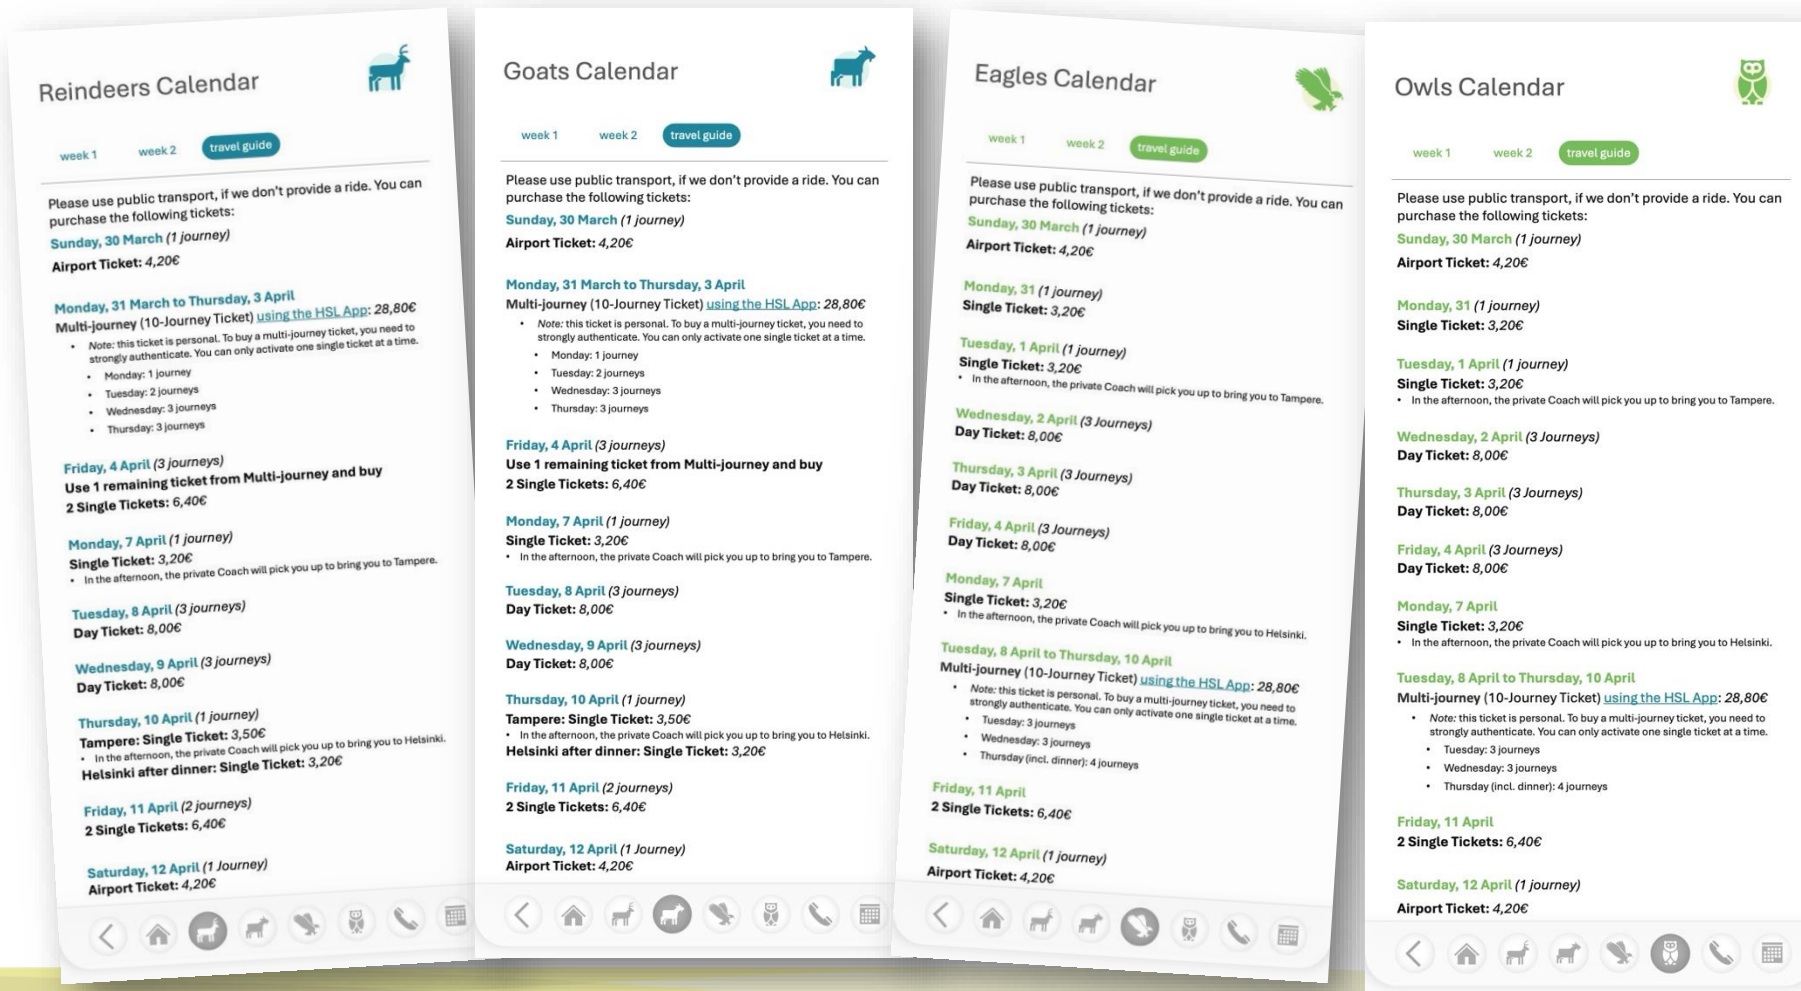 Reindeers Calendar
week 1
week 2
travel guide
Please use public transport, if we don't provide a ride. You can
purchase the following tickets:
Sunday, 30 March (1 journey)
Airport Ticket: 4,20€
Monday, 31 March to Thursday, 3 April
Multi-journey (10-Journey Ticket) using the HSL App: 28,80€
• Note: this ticket is personal. To buy a multi-journey ticket, you need to
strongly authenticate. You can only activate one single ticket at a time.
• Monday: 1 journey
• Tuesday: 2 journeys
• Wednesday: 3 journeys
• Thursday: 3 journeys
Friday, 4 April (3 journeys)
Use 1 remaining ticket from Multi-journey and buy
2 Single Tickets: 6,40€
Monday, 7 April (1 journey)
Single Ticket: 3,20€
• In the afternoon, the private Coach will pick you up to bring you to Tampere.
Tuesday, 8 April (3 journeys)
Day Ticket: 8,00€
Wednesday, 9 April (3 journeys)
Day Ticket: 8,00€
Thursday, 10 April (1 journey)
Tampere: Single Ticket: 3,50€
• In the afternoon, the private Coach will pick you up to bring you to Helsinki.
Helsinki after dinner: Single Ticket: 3,20€
Friday, 11 April (2 journeys)
2 Single Tickets: 6,40€
Saturday, 12 April (1 Journey)
Airport Ticket: 4,20€
Goats Calendar
week 1
week 2
travel guide
Please use public transport, if we don't provide a ride. You can
purchase the following tickets:
Sunday, 30 March (1 journey)
Airport Ticket: 4,20€
Monday, 31 March to Thursday, 3 April
Multi-journey (10-Journey Ticket) using the HSL App: 28,80€
• Note: this ticket is personal. To buy a multi-journey ticket, you need to
strongly authenticate. You can only activate one single ticket at a time.
• Monday: 1 journey
• Tuesday: 2 journeys
• Wednesday: 3 journeys
• Thursday: 3 journeys
Friday, 4 April (3 journeys)
Use 1 remaining ticket from Multi-journey and buy
2 Single Tickets: 6,40€
Monday, 7 April (1 journey)
Single Ticket: 3,20€
• In the afternoon, the private Coach will pick you up to bring you to Tampere.
Tuesday, 8 April (3 journeys)
Day Ticket: 8,00€
Wednesday, 9 April (3 journeys)
Day Ticket: 8,00€
Thursday, 10 April (1 journey)
Tampere: Single Ticket: 3,50€
• In the afternoon, the private Coach will pick you up to bring you to Helsinki.
Helsinki after dinner: Single Ticket: 3,20€
Friday, 11 April (2 journeys)
2 Single Tickets: 6,40€
Saturday, 12 April (1 Journey)
Airport Ticket: 4,20€
Eagles Calendar
week 1
week 2
travel guide
Please use public transport, if we don't provide a ride. You can
purchase the following tickets:
Sunday, 30 March (1 journey)
Airport Ticket: 4,20€
Monday, 31 (1 journey)
Single Ticket: 3,20€
Tuesday, 1 April (1 journey)
Single Ticket: 3,20€
• In the afternoon, the private Coach will pick you up to bring you to Tampere.
Wednesday, 2 April (3 Journeys)
Day Ticket: 8,00€
Thursday, 3 April (3 Journeys)
Day Ticket: 8,00€
Friday, 4 April (3 Journeys)
Day Ticket: 8,00€
Monday, 7 April
Single Ticket: 3,20€
• In the afternoon, the private Coach will pick you up to bring you to Helsinki.
Tuesday, 8 April to Thursday, 10 April
Multi-journey (10-Journey Ticket) using the HSL App: 28,80€
• Note: this ticket is personal. To buy a multi-journey ticket, you need to
strongly authenticate. You can only activate one single ticket at a time.
• Tuesday: 3 journeys
• Wednesday: 3 journeys
• Thursday (incl. dinner): 4 journeys
Friday, 11 April
2 Single Tickets: 6,40€
Saturday, 12 April (1 journey)
Airport Ticket: 4,20€
Owls Calendar
week 1
week 2
travel guide
Please use public transport, if we don't provide a ride. You can
purchase the following tickets:
Sunday, 30 March (1 journey)
Airport Ticket: 4,20€
Monday, 31 (1 journey)
Single Ticket: 3,20€
Tuesday, 1 April (1 journey)
Single Ticket: 3,20€
• In the afternoon, the private Coach will pick you up to bring you to Tampere.
Wednesday, 2 April (3 Journeys)
Day Ticket: 8,00€
Thursday, 3 April (3 Journeys)
Day Ticket: 8,00€
Friday, 4 April (3 Journeys)
Day Ticket: 8,00€
Monday, 7 April
Single Ticket: 3,20€
• In the afternoon, the private Coach will pick you up to bring you to Helsinki.
Tuesday, 8 April to Thursday, 10 April
Multi-journey (10-Journey Ticket) using the HSL App: 28,80€
• Note: this ticket is personal. To buy a multi-journey ticket, you need to
strongly authenticate. You can only activate one single ticket at a time.
• Tuesday: 3 journeys
• Wednesday: 3 journeys
• Thursday (incl. dinner): 4 journeys
Friday, 11 April
2 Single Tickets: 6,40€
Saturday, 12 April (1 journey)
Airport Ticket: 4,20€